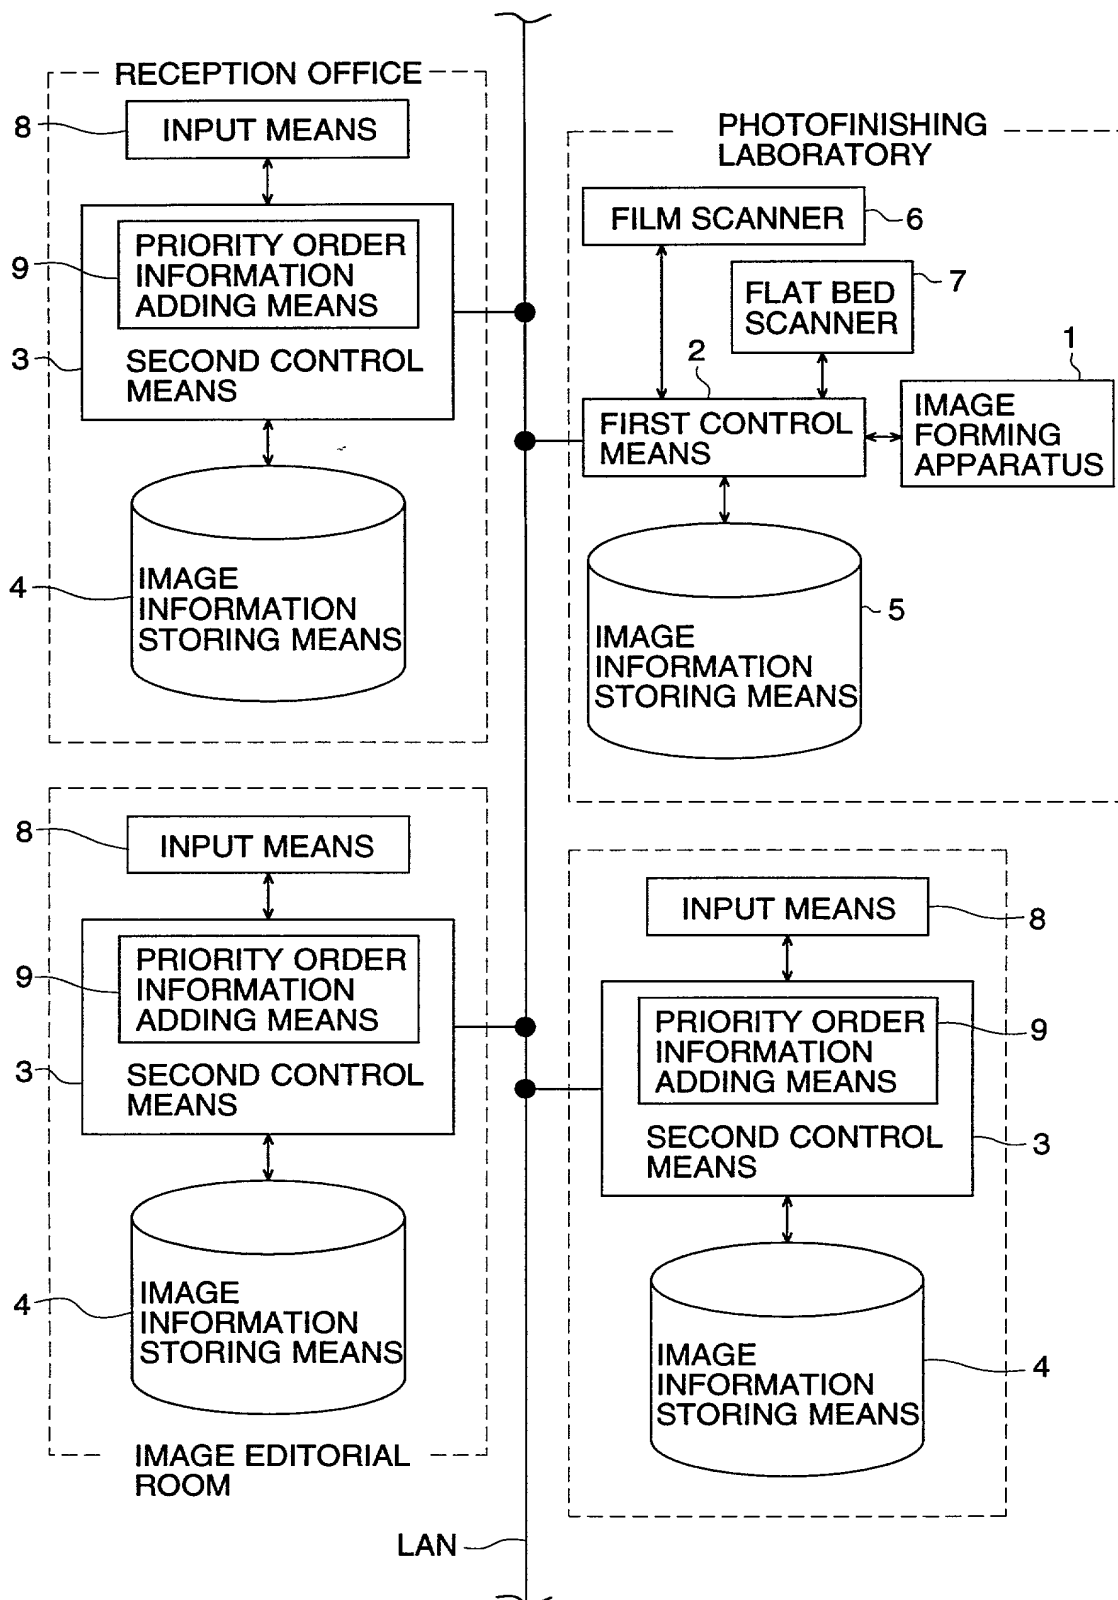 RECEPTION OFFICE
8
INPUT MEANS
9
PRIORITY ORDER
INFORMATION
ADDING MEANS
3
SECOND CONTROL
MEANS
4
IMAGE
INFORMATION
STORING MEANS
PHOTOFINISHING
LABORATORY
FILM SCANNER
6
FLAT BED
SCANNER
7
2
1
FIRST CONTROL
MEANS
IMAGE
FORMING
APPARATUS
5
IMAGE
INFORMATION
STORING MEANS
8
INPUT MEANS
9
PRIORITY ORDER
INFORMATION
ADDING MEANS
3
SECOND CONTROL
MEANS
4
IMAGE
INFORMATION
STORING MEANS
IMAGE EDITORIAL
ROOM
INPUT MEANS
8
PRIORITY ORDER
INFORMATION
ADDING MEANS
9
SECOND CONTROL
MEANS
3
IMAGE
INFORMATION
STORING MEANS
4
LAN